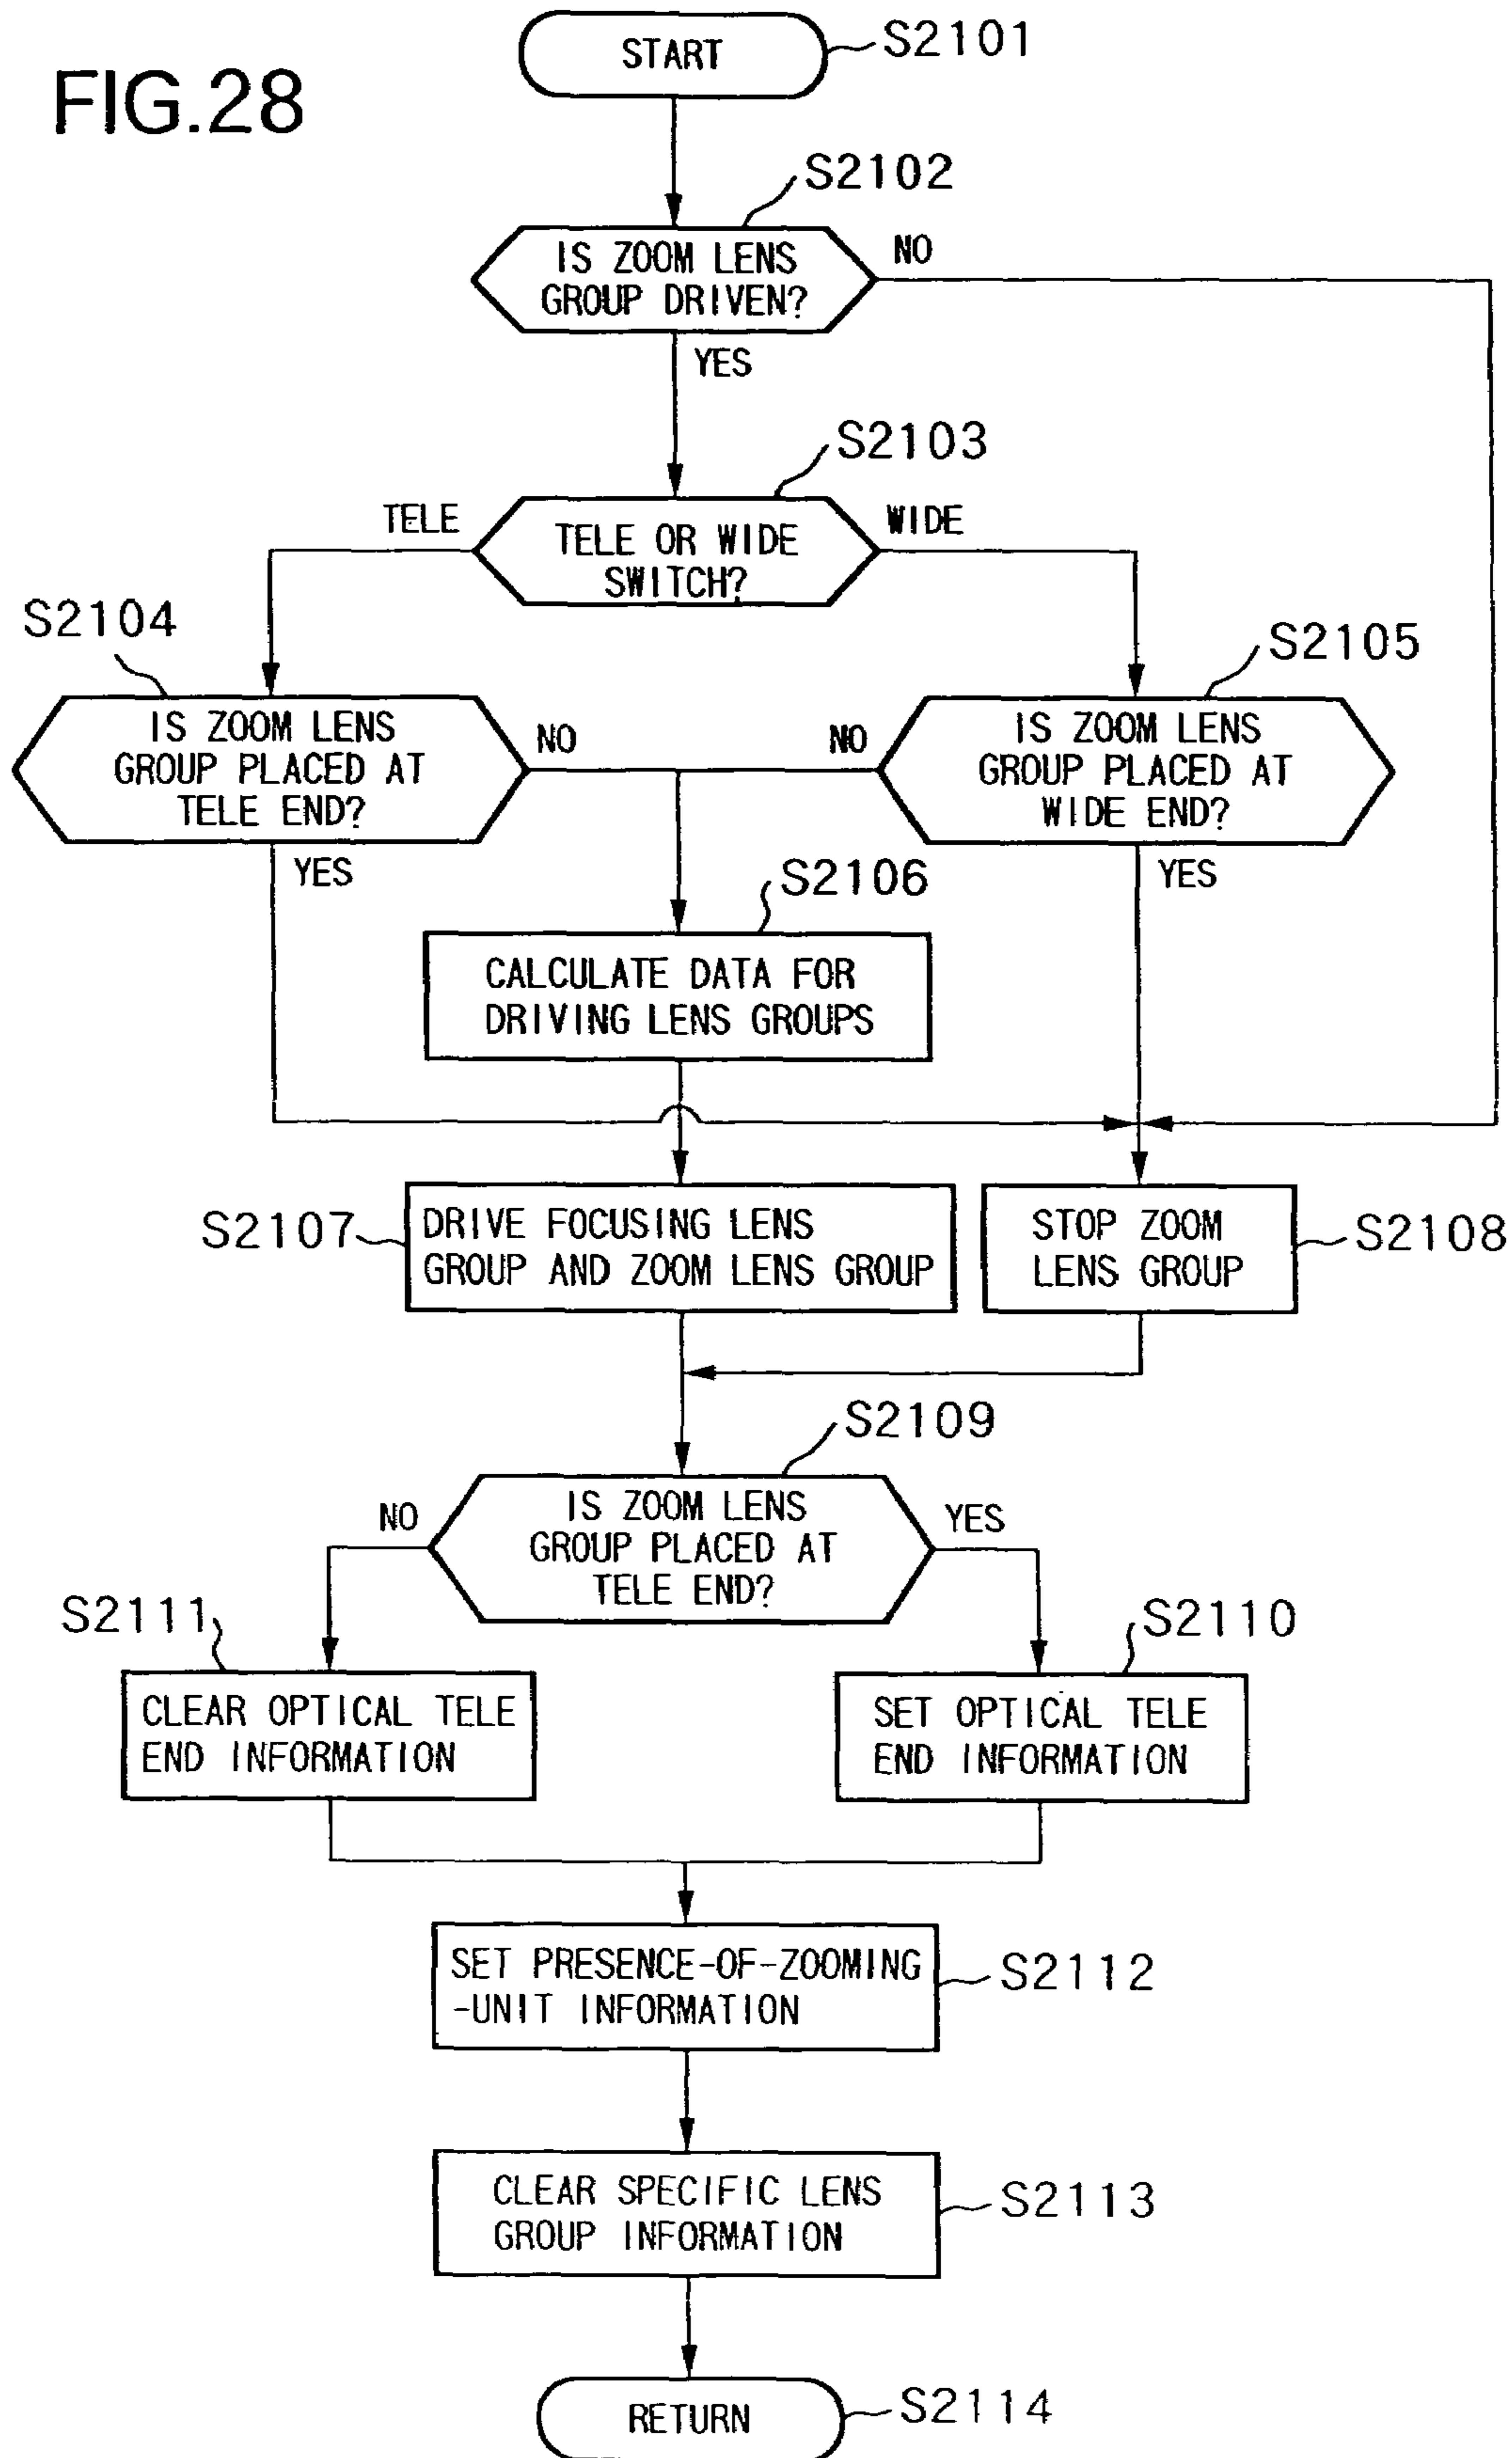 FIG.28
START
S2101
S2102
IS ZOOM LENS
GROUP DRIVEN?
NO
YES
S2103
TELE
TELE OR WIDE
SWITCH?
WIDE
S2104
IS ZOOM LENS
GROUP PLACED AT
TELE END?
NO
YES
S2105
NO
IS ZOOM LENS
GROUP PLACED AT
WIDE END?
YES
S2106
CALCULATE DATA FOR
DRIVING LENS GROUPS
S2107
DRIVE FOCUSING LENS
GROUP AND ZOOM LENS GROUP
STOP ZOOM
LENS GROUP
S2108
S2109
NO
IS ZOOM LENS
GROUP PLACED AT
TELE END?
YES
S2111
CLEAR OPTICAL TELE
END INFORMATION
S2110
SET OPTICAL TELE
END INFORMATION
SET PRESENCE-OF-ZOOMING
-UNIT INFORMATION
S2112
CLEAR SPECIFIC LENS
GROUP INFORMATION
S2113
RETURN
S2114